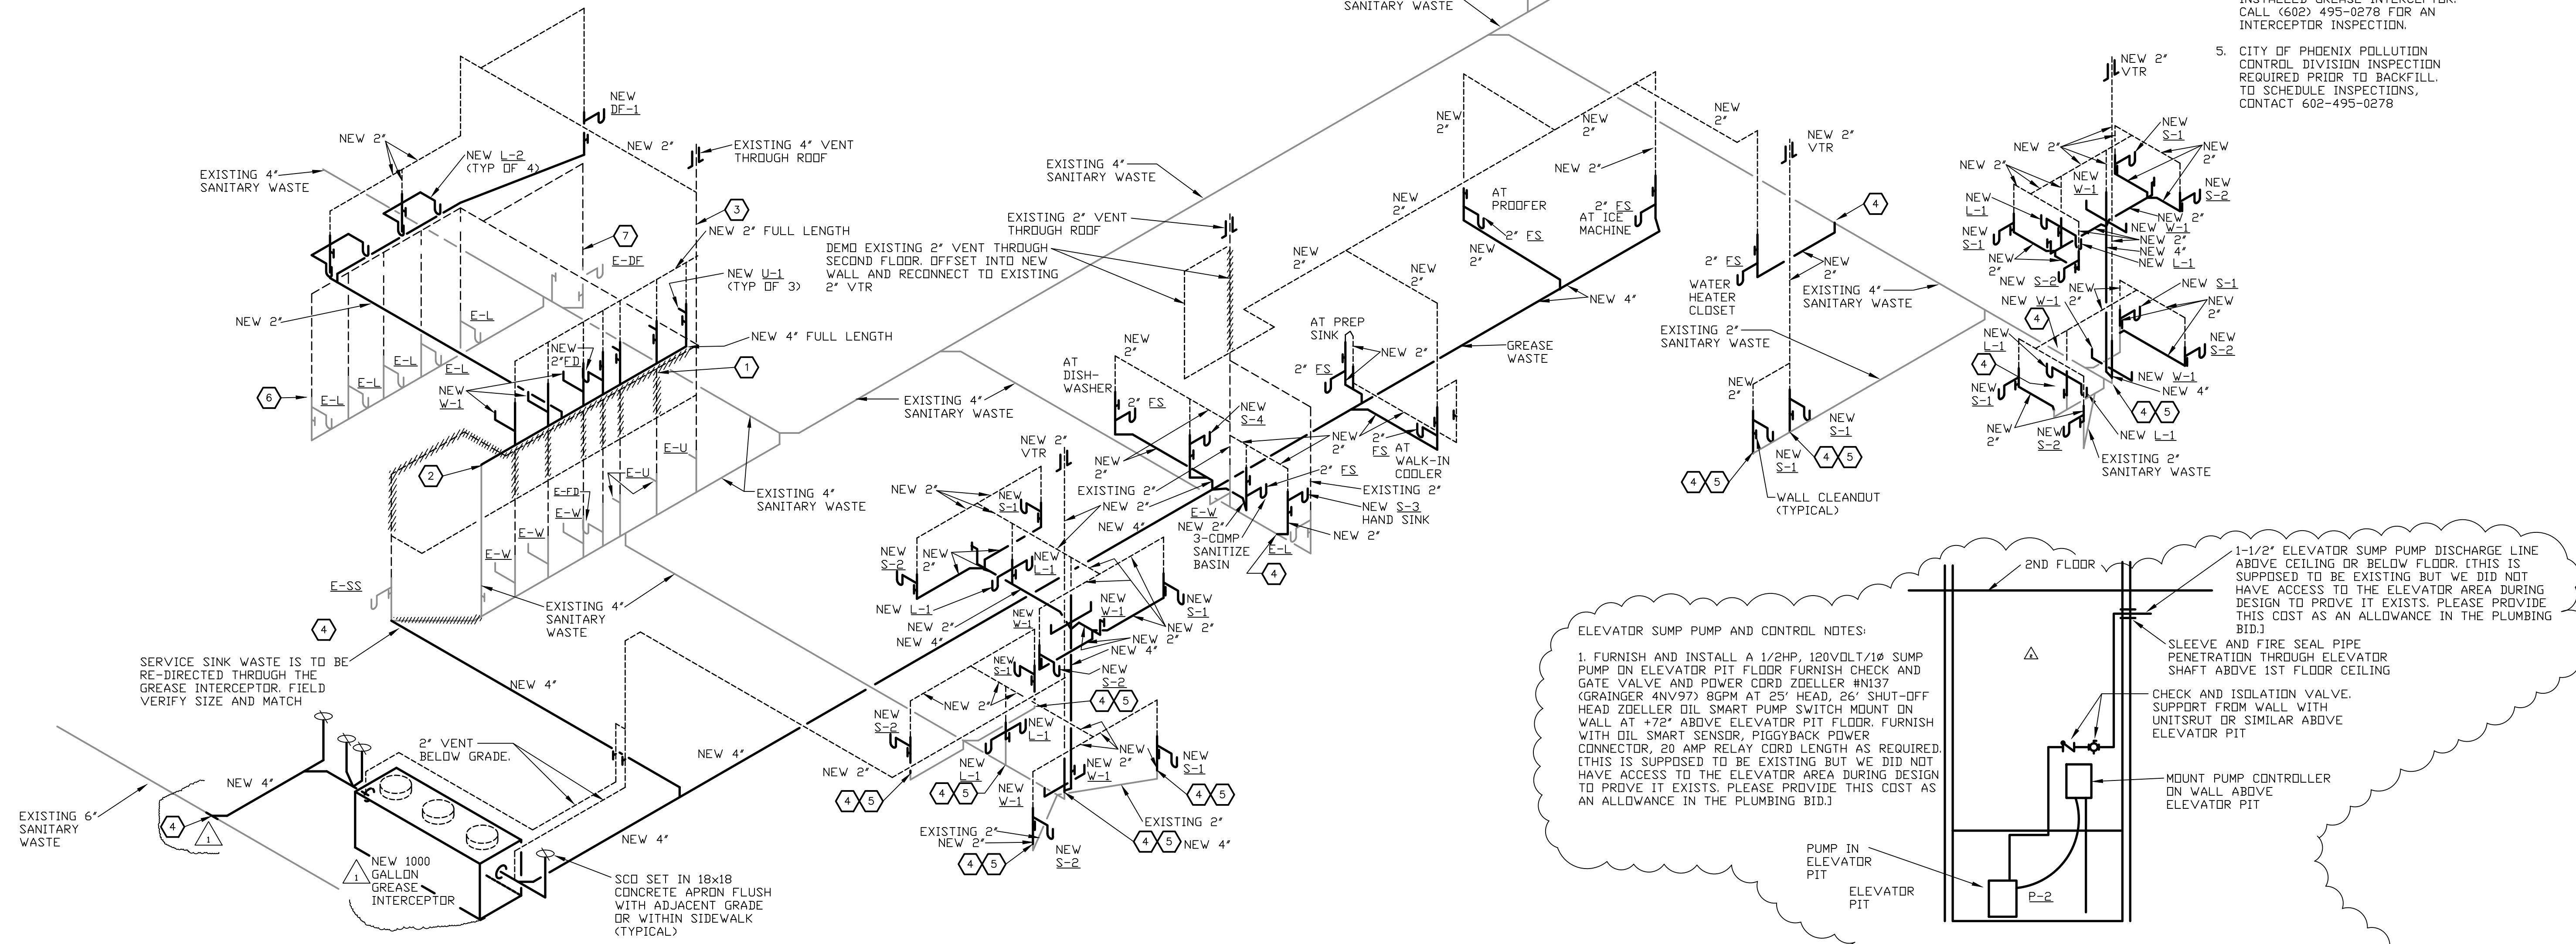 SANITARY WASTE
CALL (602) 495-0278 FOR AN
INTERCEPTOR INSPECTION.
5. CITY OF PHOENIX POLLUTION
CONTROL DIVISION INSPECTION
REQUIRED PRIOR TO BACKFILL.
TO SCHEDULE INSPECTIONS,
CONTACT 602-495-0278
NEW
DF-1
NEW 2"
NEW 2"
NEW L-2
(TYP OF 4)
EXISTING 4" VENT
THROUGH ROOF
EXISTING 4"
SANITARY WASTE
3
7
E-DF
NEW 2" FULL LENGTH
NEW U-1
(TYP OF 3)
NEW 4" FULL LENGTH
1
NEW 2"
E-L
E-L
E-L
E-L
E-L
6
NEW
2"FD
NEW
W-1
2
E-U
E-U
E-FD
E-W
E-W
E-W
E-SS
EXISTING 4"
SANITARY WASTE
EXISTING 4"
SANITARY
WASTE
4
SERVICE SINK WASTE IS TO BE
RE-DIRECTED THROUGH THE
GREASE INTERCEPTOR. FIELD
VERIFY SIZE AND MATCH
NEW 4"
2" VENT
BELOW GRADE.
NEW 4"
EXISTING 6"
SANITARY
WASTE
4
1
1
NEW 1000
GALLON
GREASE
INTERCEPTOR
NEW 4"
NEW 4"
SCO SET IN 18x18
CONCRETE APRON FLUSH
WITH ADJACENT GRADE
OR WITHIN SIDEWALK
(TYPICAL)
EXISTING 4"
SANITARY WASTE
EXISTING 2" VENT
THROUGH ROOF
DEMO EXISTING 2" VENT THROUGH
SECOND FLOOR. OFFSET INTO NEW
WALL AND RECONNECT TO EXISTING
2" VTR
EXISTING 4"
SANITARY WASTE
NEW
2"
AT
DISH-
WASHER
2" FS
NEW
S-4
NEW
2"
NEW
2"
NEW
2"
NEW
2"
NEW
2"
NEW
2"
AT
PROOFER
2" FS
NEW
2"
NEW
2"
NEW 2"
2" FS
AT ICE
MACHINE
NEW 4"
GREASE
WASTE
AT PREP
SINK
NEW 2"
2" FS
NEW
2"
2"
FS
AT
WALK-IN
COOLER
2" FS
EXISTING 2"
NEW S-3
HAND SINK
NEW 2"
EXISTING 2"
NEW 2"
NEW 4"
E-W
NEW 2"
3-COMP
SANITIZE
BASIN
E-L
4
NEW 2"
VTR
NEW 2"
NEW
S-1
NEW
S-2
NEW
2"
NEW
L-1
NEW L-1
NEW 2"
NEW 4"
NEW
W-1
NEW
W-1
NEW
S-1
NEW 2"
NEW 2"
NEW 4"
NEW
S-2
NEW
S-1
4 5
NEW 2"
NEW
S-2
NEW
L-1
NEW 2"
NEW
L-1
4 5
4 5
NEW
W-1
NEW
2"
NEW
W-1
NEW
S-1
4 5
EXISTING 2"
EXISTING 2"
NEW 2"
4 5
NEW 4"
4 5
NEW
S-2
NEW
2"
NEW 2"
VTR
4
2" FS
WATER
HEATER
CLOSET
NEW
2"
EXISTING 4"
SANITARY WASTE
EXISTING 2"
SANITARY WASTE
NEW
2"
NEW
S-1
NEW
S-1
4 5
4 5
WALL CLEANOUT
(TYPICAL)
NEW 2"
VTR
NEW
S-1
NEW 2"
NEW
2"
NEW 2"
NEW
W-1
NEW
S-2
NEW
L-1
NEW 2"
NEW W-1
NEW 2"
NEW 4"
NEW L-1
NEW
S-1
NEW
2"
NEW S-2
NEW
2"
NEW S-1
NEW
2"
NEW W-1
4
NEW
L-1
4
NEW
S-2
NEW W-1
NEW 4"
NEW
S-1
4 5
NEW
2"
NEW
S-2
NEW L-1
EXISTING 2"
SANITARY WASTE
ELEVATOR SUMP PUMP AND CONTROL NOTES:
1. FURNISH AND INSTALL A 1/2HP, 120VOLT/1Ø SUMP
PUMP ON ELEVATOR PIT FLOOR FURNISH CHECK AND
GATE VALVE AND POWER CORD ZOELLER #N137
(GRAINGER 4NV97) 8GPM AT 25' HEAD, 26' SHUT-OFF
HEAD ZOELLER OIL SMART PUMP SWITCH MOUNT ON
WALL AT +72" ABOVE ELEVATOR PIT FLOOR. FURNISH
WITH OIL SMART SENSOR, PIGGYBACK POWER
CONNECTOR, 20 AMP RELAY CORD LENGTH AS REQUIRED.
[THIS IS SUPPOSED TO BE EXISTING BUT WE DID NOT
HAVE ACCESS TO THE ELEVATOR AREA DURING DESIGN
TO PROVE IT EXISTS. PLEASE PROVIDE THIS COST AS
AN ALLOWANCE IN THE PLUMBING BID.]
2ND FLOOR
1-1/2" ELEVATOR SUMP PUMP DISCHARGE LINE
ABOVE CEILING OR BELOW FLOOR. [THIS IS
SUPPOSED TO BE EXISTING BUT WE DID NOT
HAVE ACCESS TO THE ELEVATOR AREA DURING
DESIGN TO PROVE IT EXISTS. PLEASE PROVIDE
THIS COST AS AN ALLOWANCE IN THE PLUMBING
BID.]
SLEEVE AND FIRE SEAL PIPE
PENETRATION THROUGH ELEVATOR
SHAFT ABOVE 1ST FLOOR CEILING
CHECK AND ISOLATION VALVE.
SUPPORT FROM WALL WITH
UNITSRUT OR SIMILAR ABOVE
ELEVATOR PIT
MOUNT PUMP CONTROLLER
ON WALL ABOVE
ELEVATOR PIT
PUMP IN
ELEVATOR
PIT
ELEVATOR
PIT
P-2